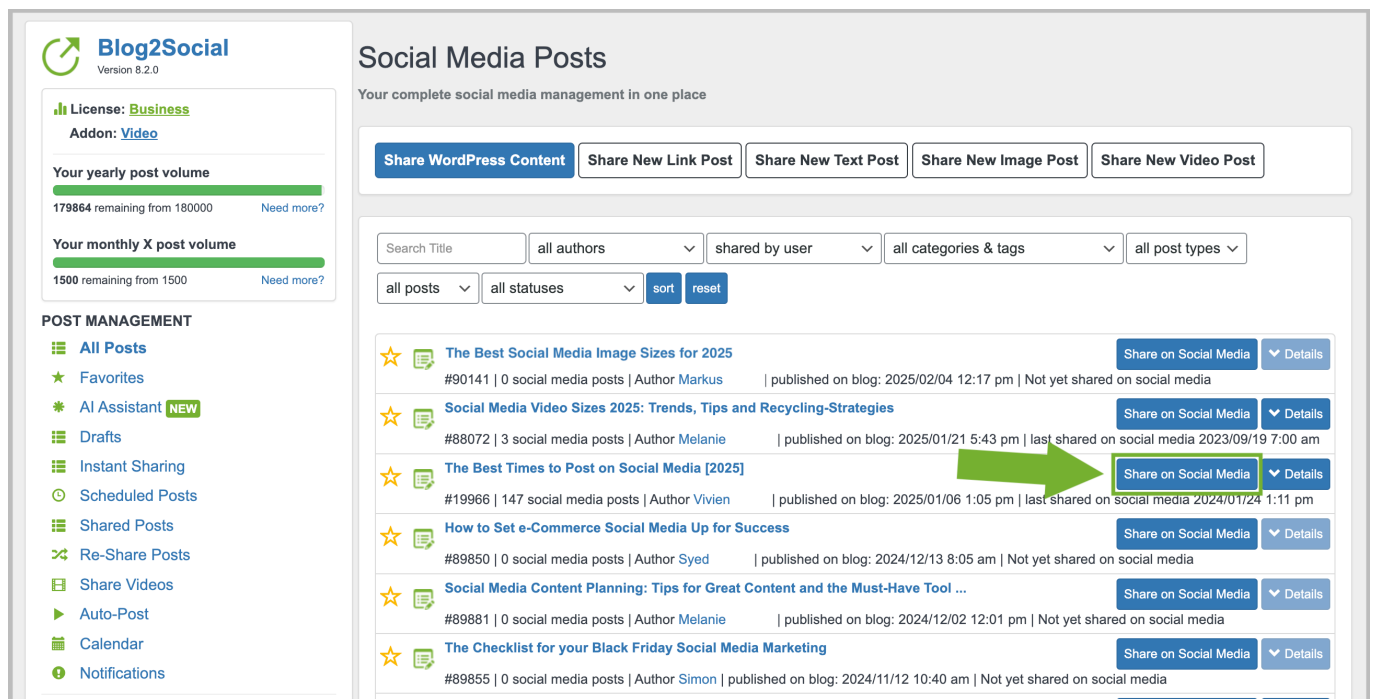 Blog2Social
Version 8.2.0
License: Business
Addon: Video
Your yearly post volume
179864 remaining from 180000 Need more?
Your monthly X post volume
1500 remaining from 1500 Need more?
POST MANAGEMENT
All Posts
Favorites
AI Assistant NEW
Drafts
Instant Sharing
Scheduled Posts
Shared Posts
Re-Share Posts
Share Videos
Auto-Post
Calendar
Notifications
Social Media Posts
Your complete social media management in one place
Share WordPress Content Share New Link Post Share New Text Post Share New Image Post Share New Video Post
Search Title all authors shared by user all categories & tags all post types
all posts all statuses sort reset
The Best Social Media Image Sizes for 2025 Share on Social Media Details
#90141 | 0 social media posts | Author Markus | published on blog: 2025/02/04 12:17 pm | Not yet shared on social media
Social Media Video Sizes 2025: Trends, Tips and Recycling-Strategies Share on Social Media Details
#88072 | 3 social media posts | Author Melanie | published on blog: 2025/01/21 5:43 pm | last shared on social media 2023/09/19 7:00 am
The Best Times to Post on Social Media [2025] Share on Social Media Details
#19966 | 147 social media posts | Author Vivien | published on blog: 2025/01/06 1:05 pm | last shared on social media 2024/01/24 1:11 pm
How to Set e-Commerce Social Media Up for Success Share on Social Media Details
#89850 | 0 social media posts | Author Syed | published on blog: 2024/12/13 8:05 am | Not yet shared on social media
Social Media Content Planning: Tips for Great Content and the Must-Have Tool ... Share on Social Media Details
#89881 | 0 social media posts | Author Melanie | published on blog: 2024/12/02 12:01 pm | Not yet shared on social media
The Checklist for your Black Friday Social Media Marketing Share on Social Media Details
#89855 | 0 social media posts | Author Simon | published on blog: 2024/11/12 10:40 am | Not yet shared on social media